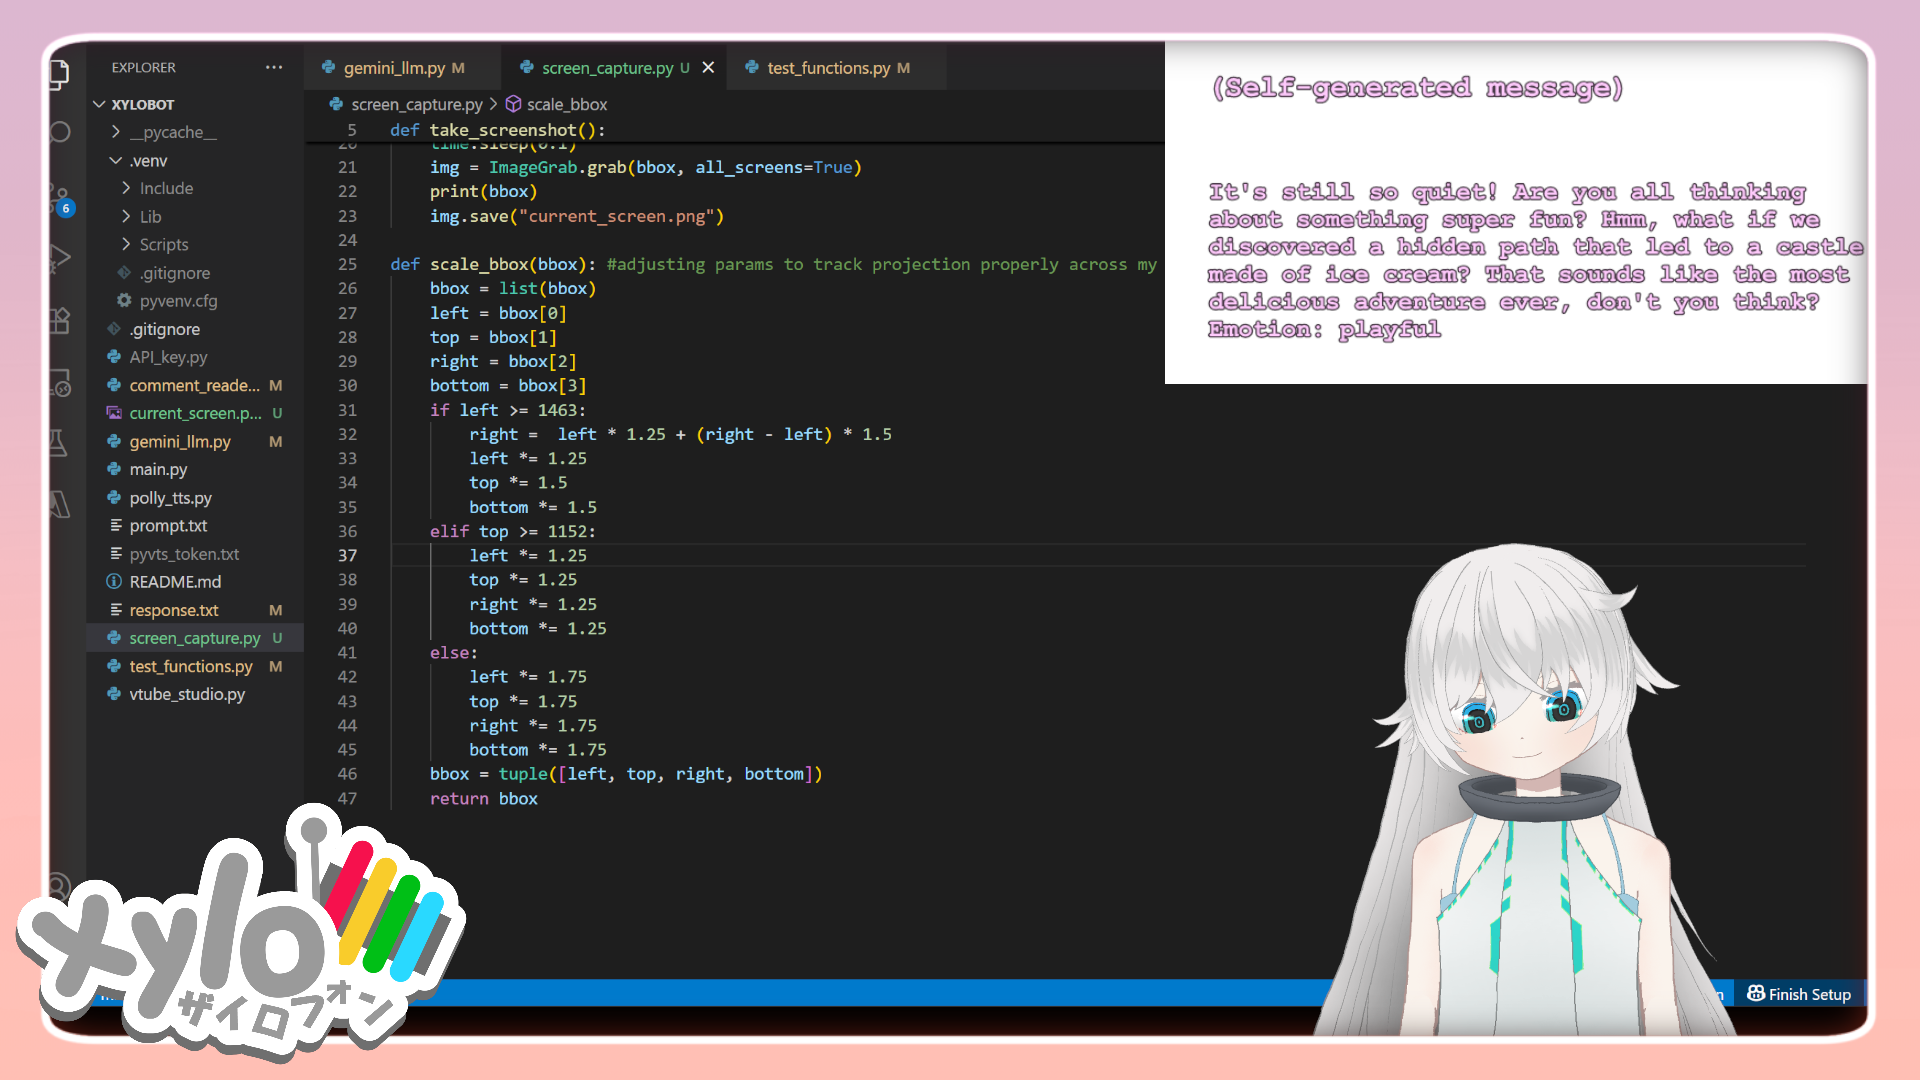 EXPLORER
XYLOBOT
__pycache__
.venv
Include
Lib
Scripts
.gitignore
pyvenv.cfg
.gitignore
API_key.py
comment_reade... M
current_screen.p... U
gemini_llm.py M
main.py
polly_tts.py
prompt.txt
pyvts_token.txt
README.md
response.txt M
screen_capture.py U
test_functions.py M
vtube_studio.py
6
gemini_llm.py M
screen_capture.py U
test_functions.py M
screen_capture.py > scale_bbox
5 def take_screenshot():
20 time.sleep(0.1)
21 img = ImageGrab.grab(bbox, all_screens=True)
22 print(bbox)
23 img.save("current_screen.png")
24
25 def scale_bbox(bbox): #adjusting params to track projection properly across my
26 bbox = list(bbox)
27 left = bbox[0]
28 top = bbox[1]
29 right = bbox[2]
30 bottom = bbox[3]
31 if left >= 1463:
32 right =  left * 1.25 + (right - left) * 1.5
33 left *= 1.25
34 top *= 1.5
35 bottom *= 1.5
36 elif top >= 1152:
37 left *= 1.25
38 top *= 1.25
39 right *= 1.25
40 bottom *= 1.25
41 else:
42 left *= 1.75
43 top *= 1.75
44 right *= 1.75
45 bottom *= 1.75
46 bbox = tuple([left, top, right, bottom])
47 return bbox
(Self-generated message)
It's still so quiet! Are you all thinking
about something super fun? Hmm, what if we
discovered a hidden path that led to a castle
made of ice cream? That sounds like the most
delicious adventure ever, don't you think?
Emotion: playful
xylo
ザイロフォン
Finish Setup